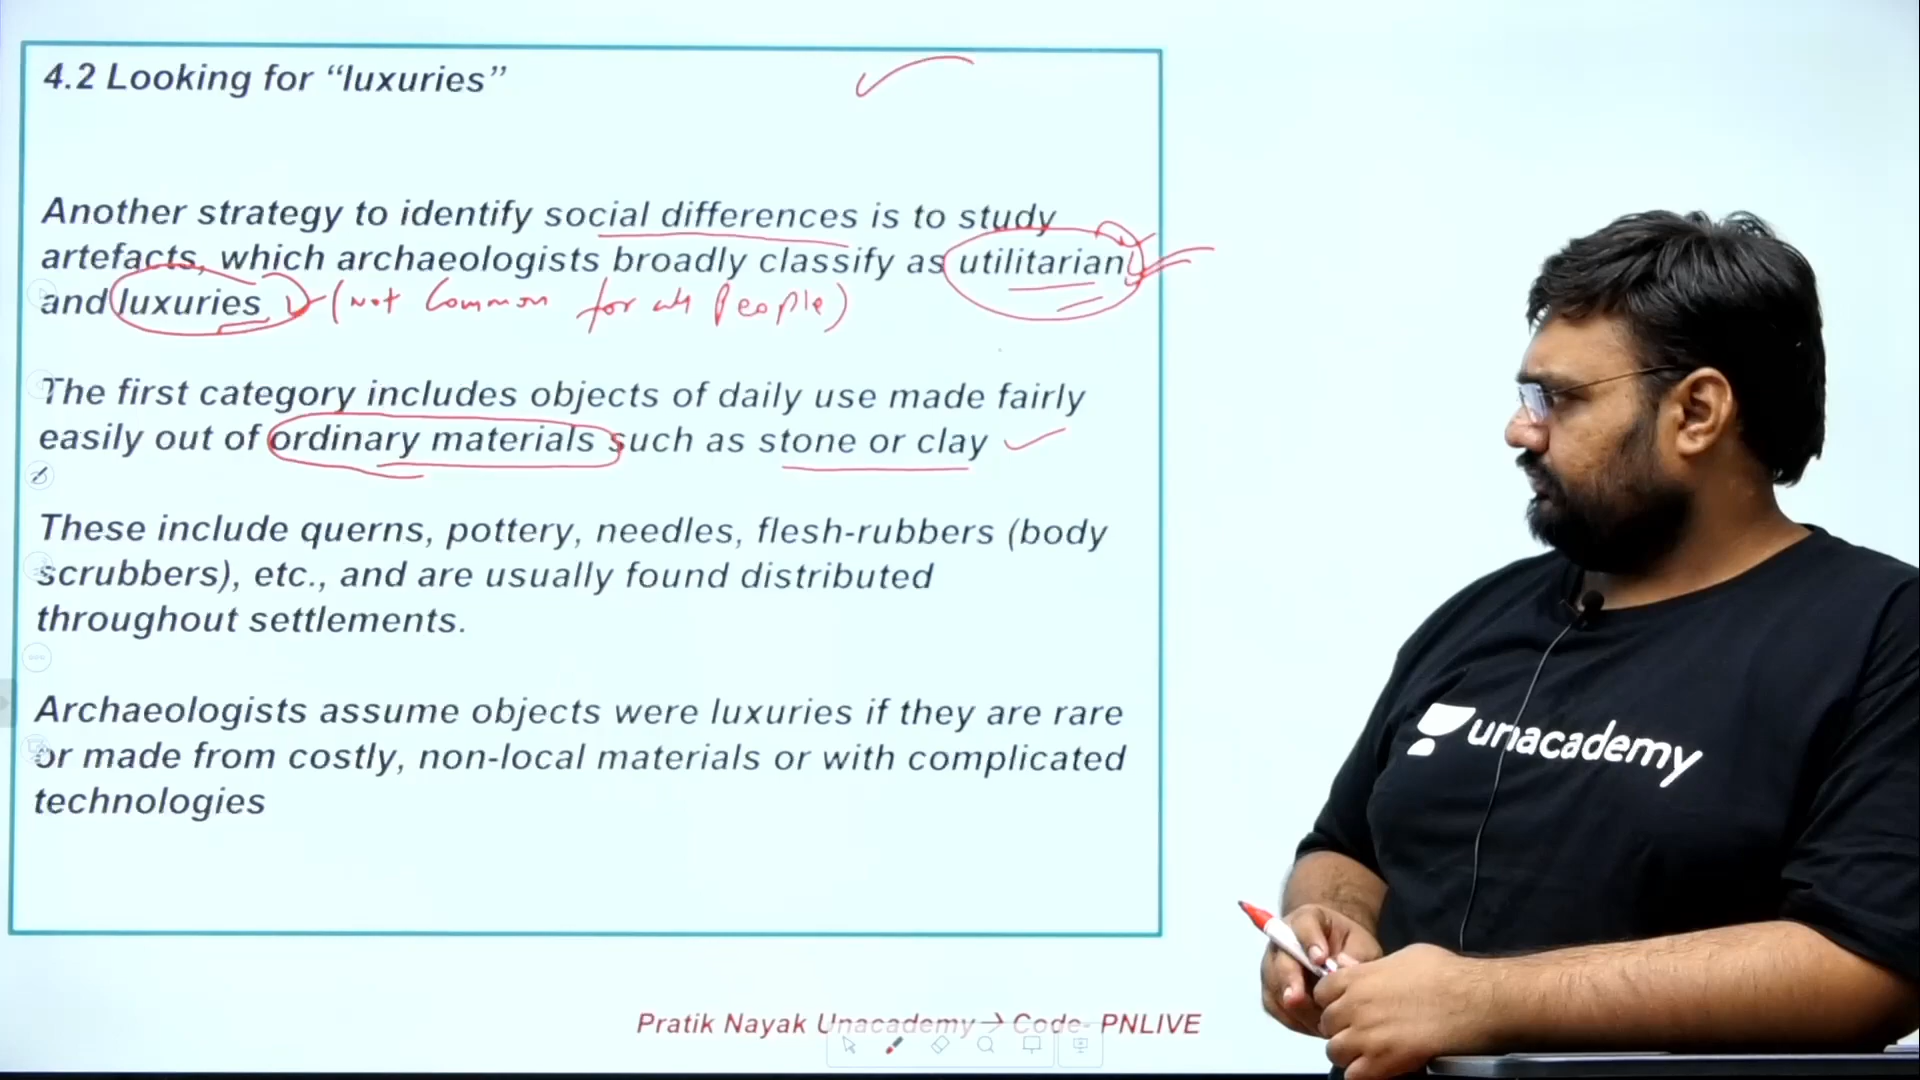 4.2 Looking for “luxuries”
Another strategy to identify social differences is to study
artefacts, which archaeologists broadly classify as utilitarian
and luxuries (Not Common for all People)
The first category includes objects of daily use made fairly
easily out of ordinary materials such as stone or clay
These include querns, pottery, needles, flesh-rubbers (body
scrubbers), etc., and are usually found distributed
throughout settlements.
Archaeologists assume objects were luxuries if they are rare
or made from costly, non-local materials or with complicated
technologies
unacademy
Pratik Nayak Unacademy→ Code- PNLIVE